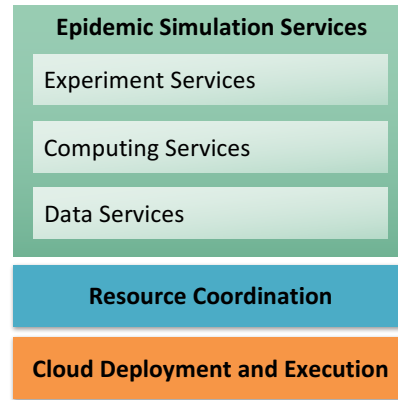 Epidemic Simulation Services
Experiment Services
Computing Services
Data Services
Resource Coordination
Cloud Deployment and Execution